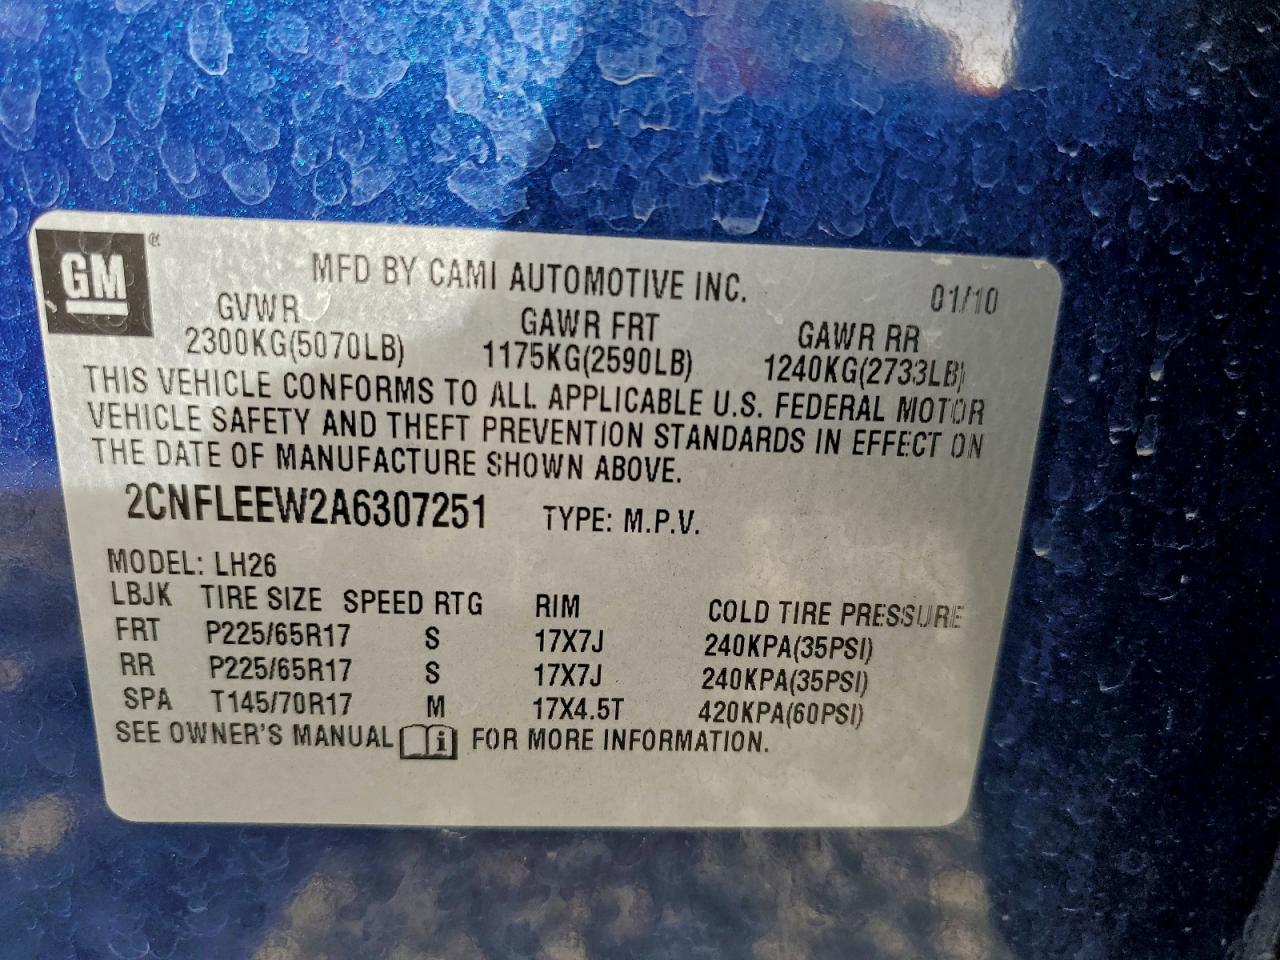 GM ®
MFD BY CAMI AUTOMOTIVE INC. 01/10
GVWR GAWR FRT GAWR RR
2300KG(5070LB) 1175KG(2590LB) 1240KG(2733LB)
THIS VEHICLE CONFORMS TO ALL APPLICABLE U.S. FEDERAL MOTOR
VEHICLE SAFETY AND THEFT PREVENTION STANDARDS IN EFFECT ON
THE DATE OF MANUFACTURE SHOWN ABOVE.
2CNFLEEW2A6307251 TYPE: M.P.V.
MODEL: LH26
LBJK TIRE SIZE SPEED RTG RIM COLD TIRE PRESSURE
FRT P225/65R17 S 17X7J 240KPA(35PSI)
RR P225/65R17 S 17X7J 240KPA(35PSI)
SPA T145/70R17 M 17X4.5T 420KPA(60PSI)
SEE OWNER'S MANUAL i FOR MORE INFORMATION.